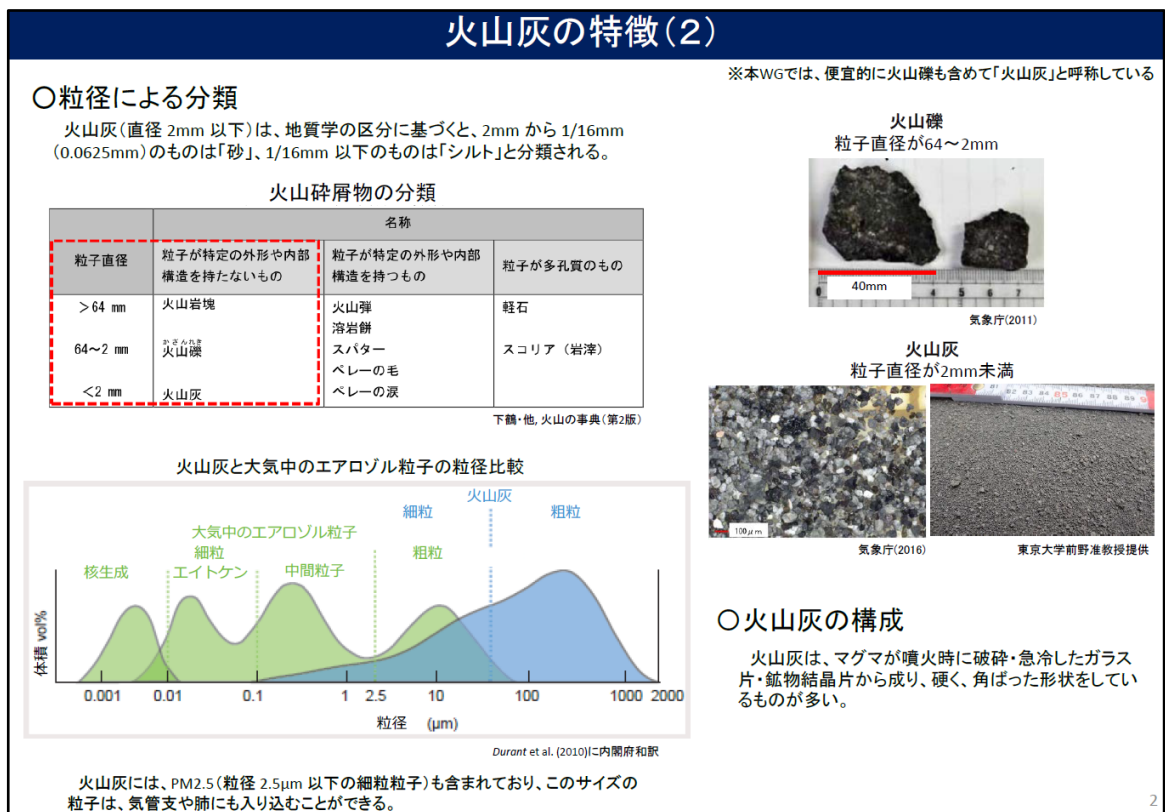 火山灰の特徴(2)
※本WGでは、便宜的に火山礫も含めて「火山灰」と呼称している
〇粒径による分類
火山灰(直径 2mm 以下)は、地質学の区分に基づくと、2mm から 1/16mm
(0.0625mm)のものは「砂」、1/16mm 以下のものは「シルト」と分類される。
火山砕屑物の分類
名称
粒子直径
粒子が特定の外形や内部
構造を持たないもの
粒子が特定の外形や内部
構造を持つもの
粒子が多孔質のもの
>64 mm
火山岩塊
火山弾
軽石
溶岩餅
64~2 mm
かざんれき
火山礫
スパター
スコリア(岩滓)
ペレーの毛
<2 mm
火山灰
ペレーの涙
下鶴・他, 火山の事典(第2版)
火山灰と大気中のエアロゾル粒子の粒径比較
火山灰
細粒
粗粒
大気中のエアロゾル粒子
細粒
粗粒
核生成
エイトケン
中間粒子
体積 vol%
0.001 0.01 0.1 1 2.5 10 100 1000 2000
粒径 (μm)
Durant et al. (2010)に内閣府和訳
火山灰には、PM2.5(粒径 2.5μm 以下の細粒粒子)も含まれており、このサイズの
粒子は、気管支や肺にも入り込むことができる。
火山礫
粒子直径が64~2mm
40mm
0 4 5 6 7
気象庁(2011)
火山灰
粒子直径が2mm未満
100μm
81 82 83 84 85 86 87 88 89
気象庁(2016)
東京大学前野准教授提供
〇火山灰の構成
火山灰は、マグマが噴火時に破砕・急冷したガラス
片・鉱物結晶片から成り、硬く、角ばった形状をしてい
るものが多い。
2